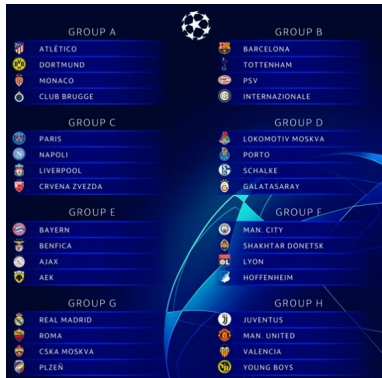 GROUP A
ATLÉTICO
DORTMUND
MONACO
CLUB BRUGGE
GROUP B
BARCELONA
TOTTENHAM
PSV
INTERNAZIONALE
GROUP C
PARIS
NAPOLI
LIVERPOOL
CRVENA ZVEZDA
GROUP D
LOKOMOTIV MOSKVA
PORTO
SCHALKE
GALATASARAY
GROUP E
BAYERN
BENFICA
AJAX
AEK
GROUP F
MAN. CITY
SHAKHTAR DONETSK
LYON
HOFFENHEIM
GROUP G
REAL MADRID
ROMA
CSKA MOSKVA
PLZEŇ
GROUP H
JUVENTUS
MAN. UNITED
VALENCIA
YOUNG BOYS